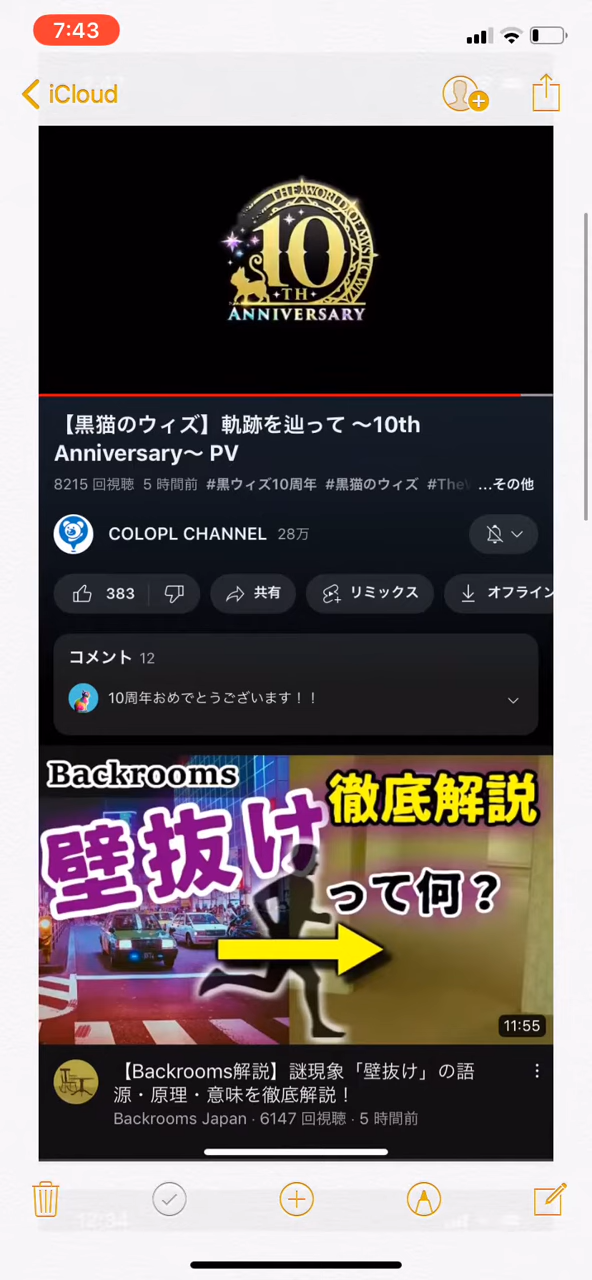 7:43
iCloud
THE WORLD OF MYSTIC WI
10
TH
ANNIVERSARY
【黒猫のウィズ】軌跡を辿って 〜10th
Anniversary〜 PV
8215 回視聴 5 時間前 #黒ウィズ10周年 #黒猫のウィズ #TheW ...その他
COLOPL CHANNEL 28万
383 共有 リミックス オフライン
コメント 12
10周年おめでとうございます！！
Backrooms
徹底解説
壁抜け
って何？
11:55
【Backrooms解説】謎現象「壁抜け」の語
源・原理・意味を徹底解説！
Backrooms Japan · 6147 回視聴 · 5 時間前
12:34